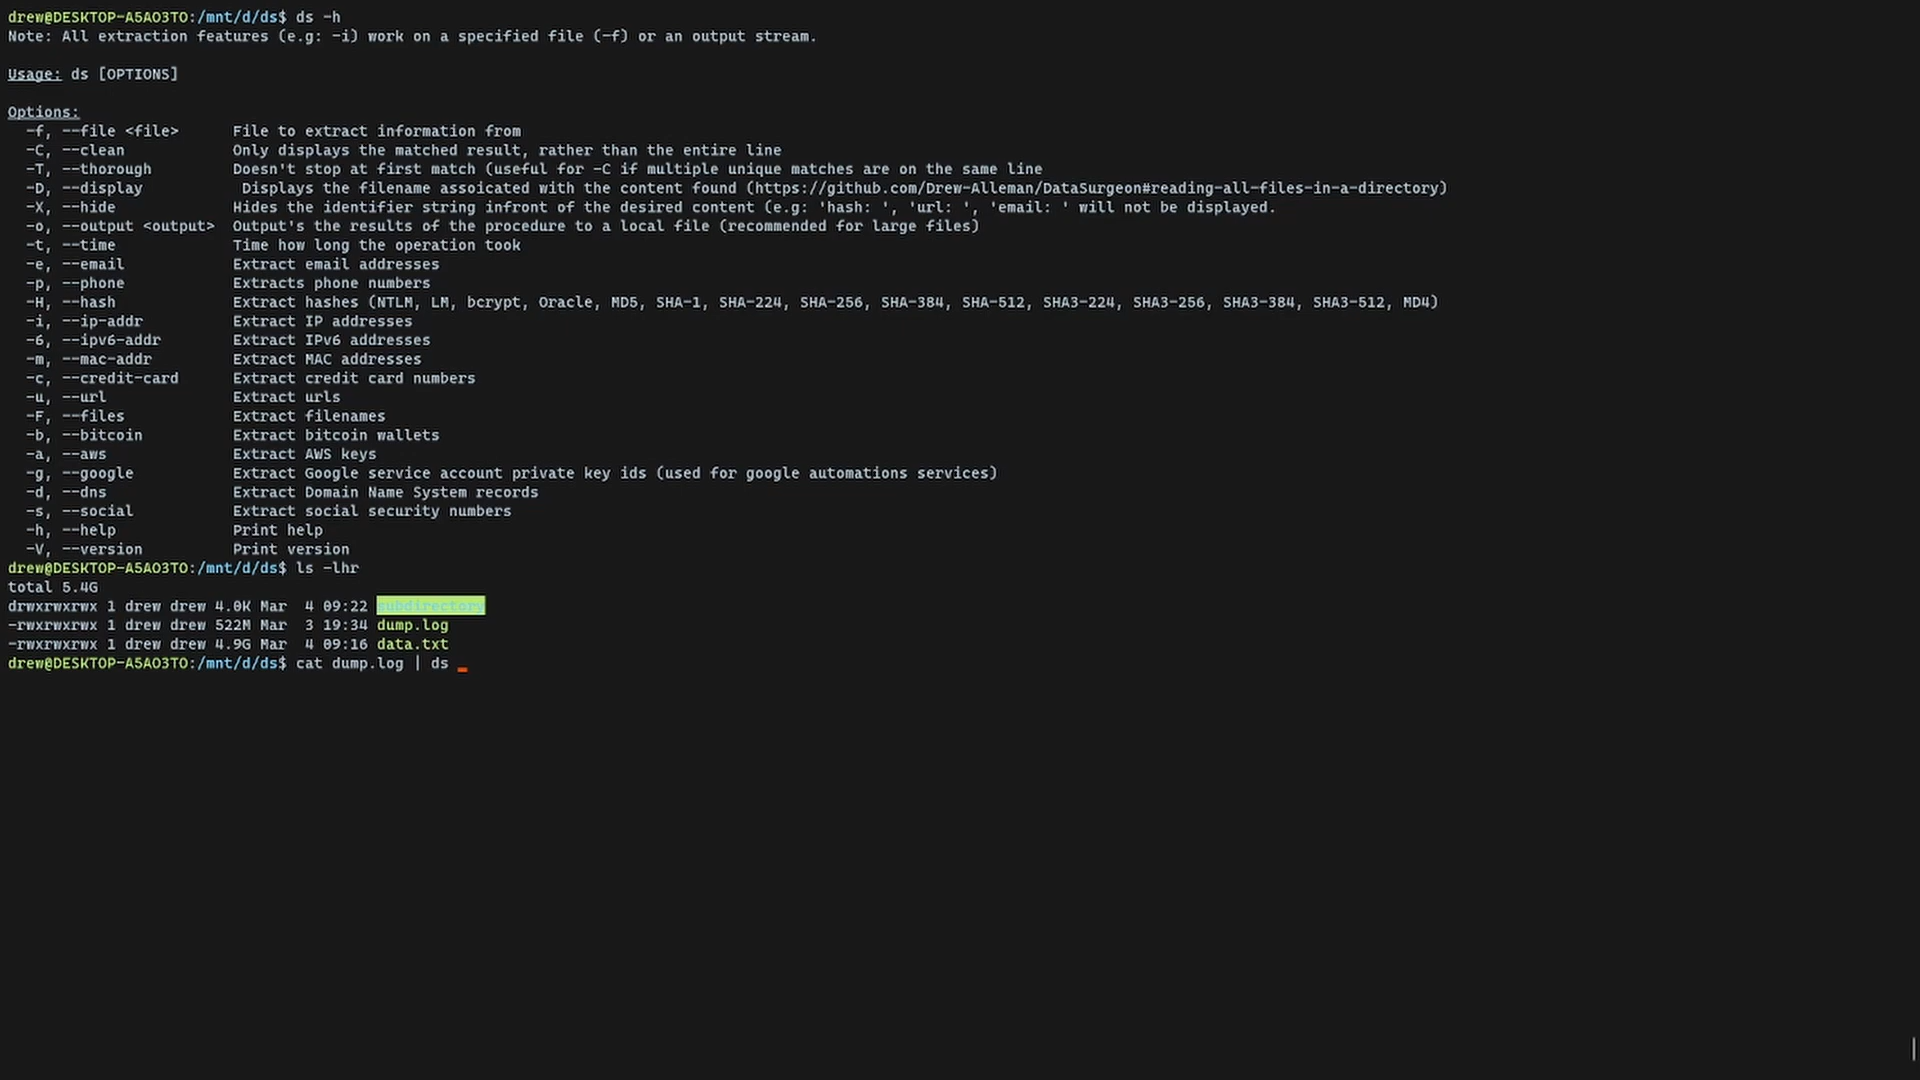 drew@DESKTOP-A5AO3TO:/mnt/d/ds$ ds -h
Note: All extraction features (e.g: -i) work on a specified file (-f) or an output stream.
Usage: ds [OPTIONS]
Options:
-f, --file <file> File to extract information from
-C, --clean Only displays the matched result, rather than the entire line
-T, --thorough Doesn't stop at first match (useful for -C if multiple unique matches are on the same line
-D, --display Displays the filename assoicated with the content found (https://github.com/Drew-Alleman/DataSurgeon#reading-all-files-in-a-directory)
-X, --hide Hides the identifier string infront of the desired content (e.g: 'hash: ', 'url: ', 'email: ' will not be displayed.
-o, --output <output> Output's the results of the procedure to a local file (recommended for large files)
-t, --time Time how long the operation took
-e, --email Extract email addresses
-p, --phone Extracts phone numbers
-H, --hash Extract hashes (NTLM, LM, bcrypt, Oracle, MD5, SHA-1, SHA-224, SHA-256, SHA-384, SHA-512, SHA3-224, SHA3-256, SHA3-384, SHA3-512, MD4)
-i, --ip-addr Extract IP addresses
-6, --ipv6-addr Extract IPv6 addresses
-m, --mac-addr Extract MAC addresses
-c, --credit-card Extract credit card numbers
-u, --url Extract urls
-F, --files Extract filenames
-b, --bitcoin Extract bitcoin wallets
-a, --aws Extract AWS keys
-g, --google Extract Google service account private key ids (used for google automations services)
-d, --dns Extract Domain Name System records
-s, --social Extract social security numbers
-h, --help Print help
-V, --version Print version
drew@DESKTOP-A5AO3TO:/mnt/d/ds$ ls -lhr
total 5.4G
drwxrwxrwx 1 drew drew 4.0K Mar 4 09:22 subdirectory
-rwxrwxrwx 1 drew drew 522M Mar 3 19:34 dump.log
-rwxrwxrwx 1 drew drew 4.9G Mar 4 09:16 data.txt
drew@DESKTOP-A5AO3TO:/mnt/d/ds$ cat dump.log | ds _